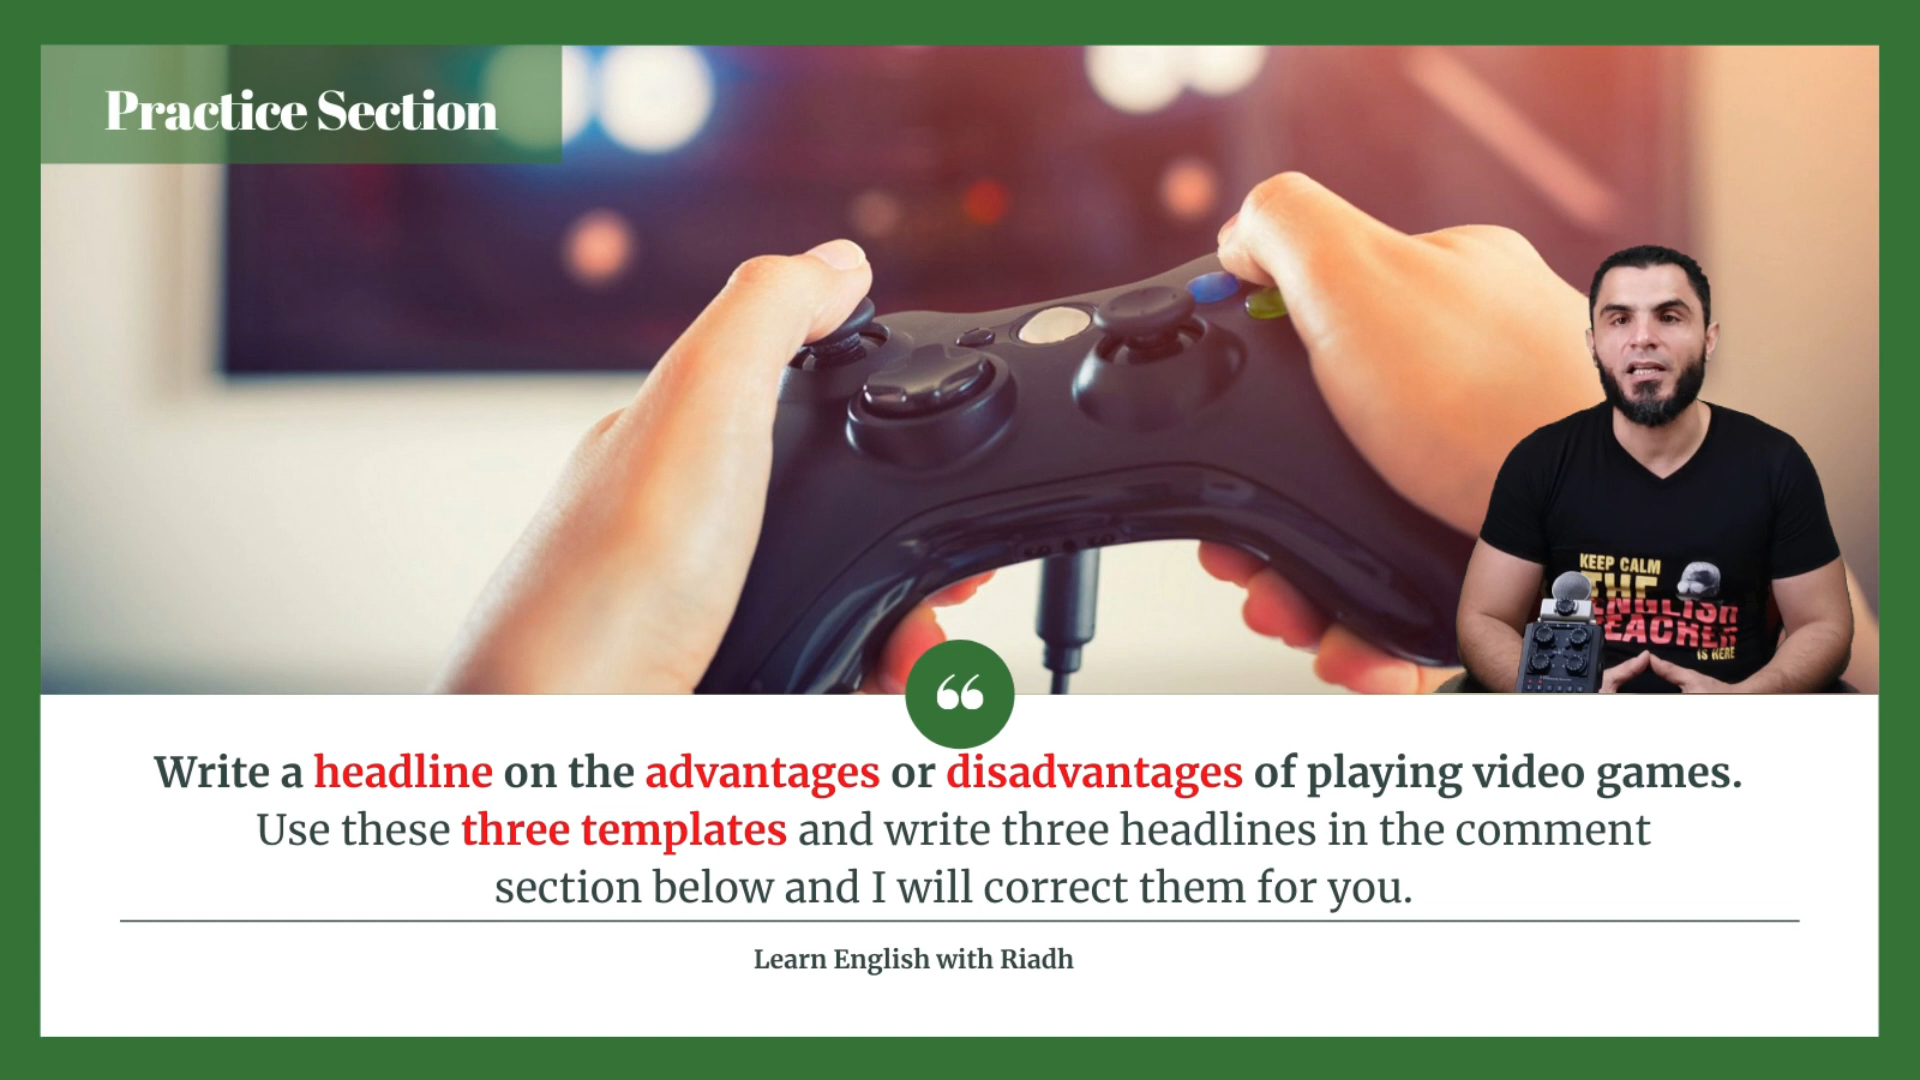 Practice Section
KEEP CALM
THE
ENGLISH
TEACHER
IS HERE
Write a headline on the advantages or disadvantages of playing video games.
Use these three templates and write three headlines in the comment
section below and I will correct them for you.
Learn English with Riadh